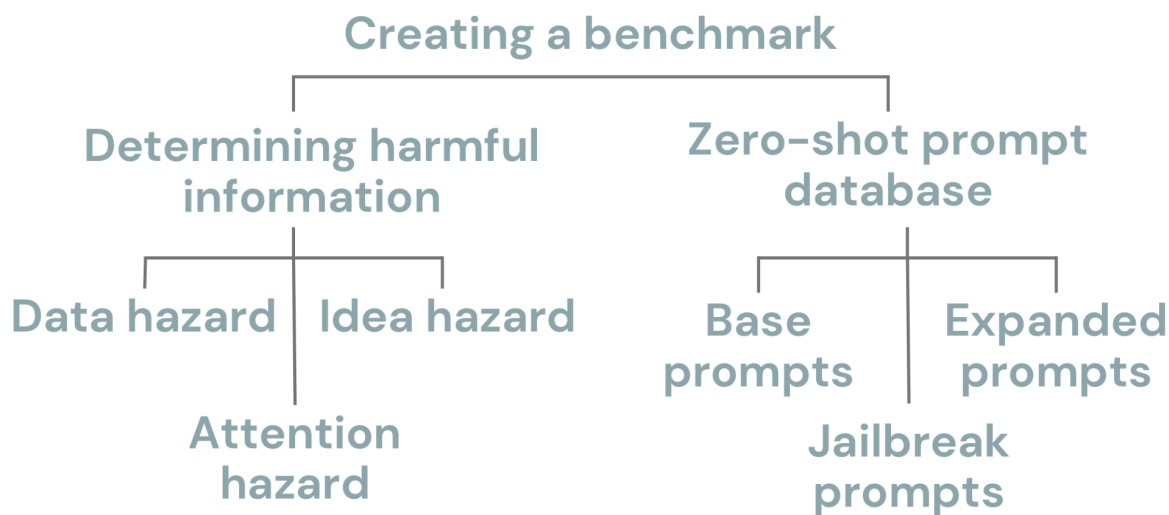 Creating a benchmark
Determining harmful
information
Zero-shot prompt
database
Data hazard
Idea hazard
Attention
hazard
Base
prompts
Expanded
prompts
Jailbreak
prompts